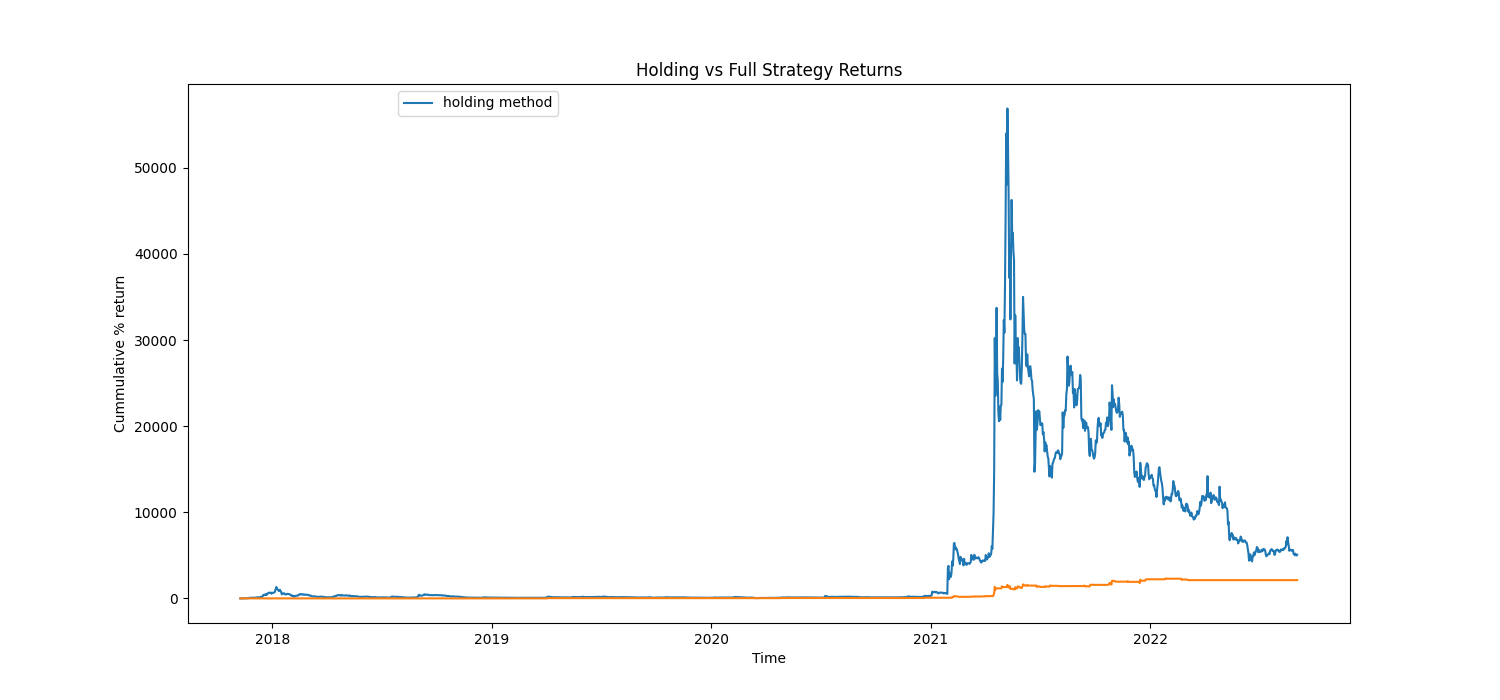 Holding vs Full Strategy Returns
holding method
Cummulative % return
50000
40000
30000
20000
10000
0
2018 2019 2020 2021 2022
Time